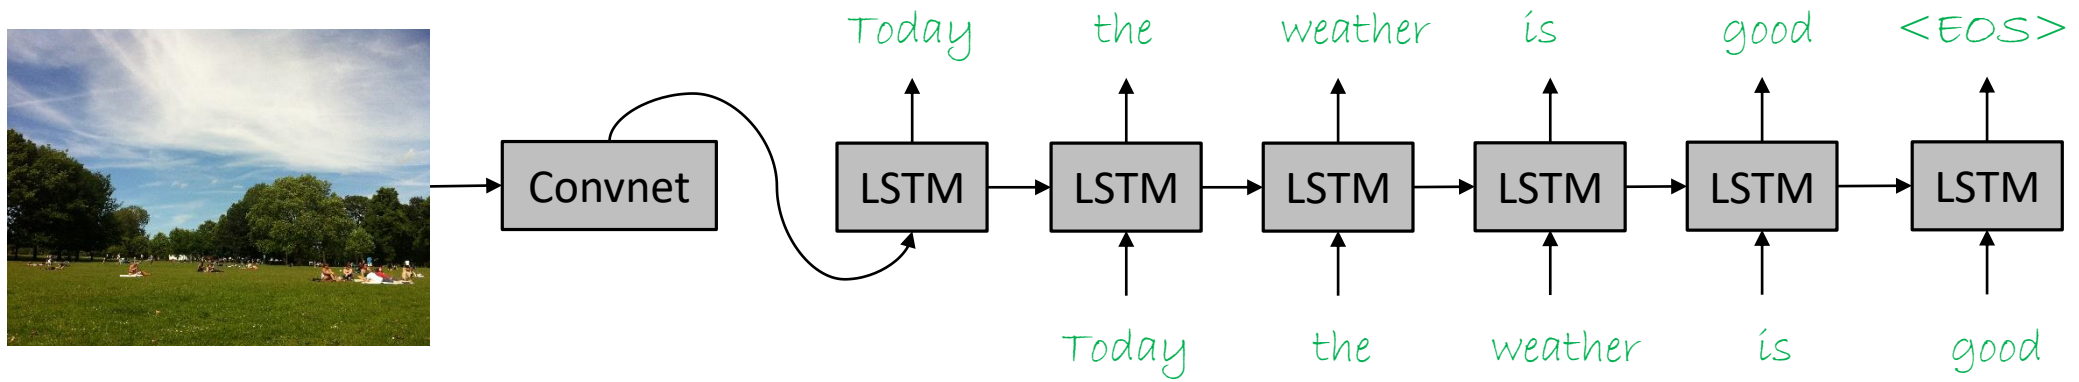 Today the weather is good <EOS>
Convnet LSTM LSTM LSTM LSTM LSTM LSTM
Today the weather is good